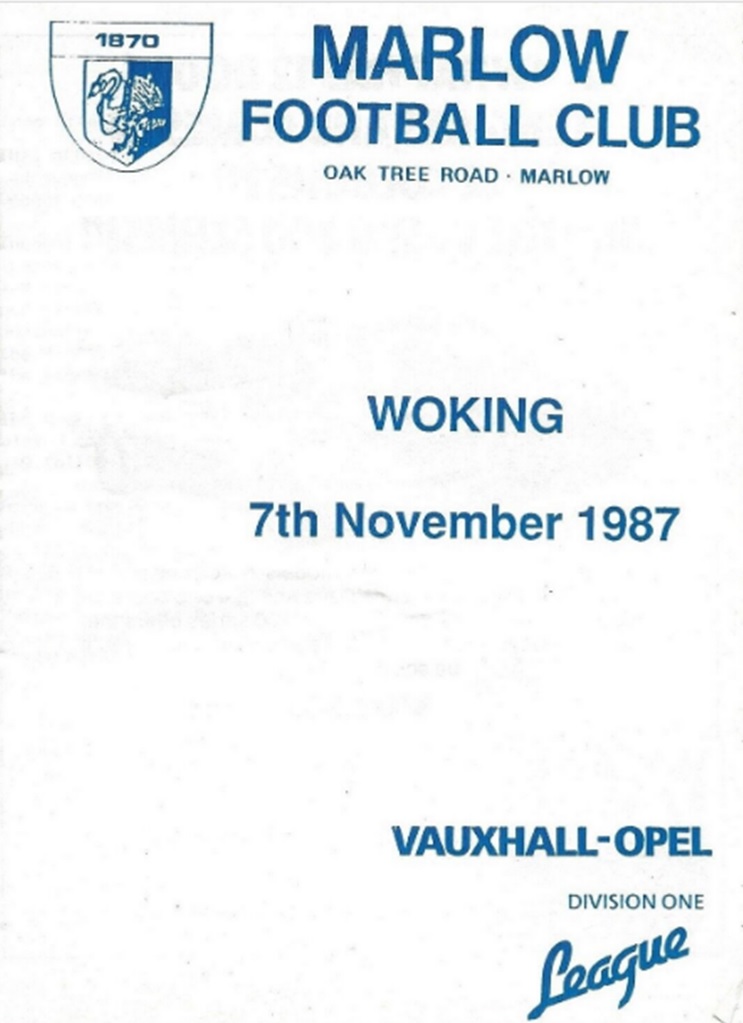 1870
MARLOW
FOOTBALL CLUB
OAK TREE ROAD · MARLOW
WOKING
7th November 1987
VAUXHALL-OPEL
DIVISION ONE
League